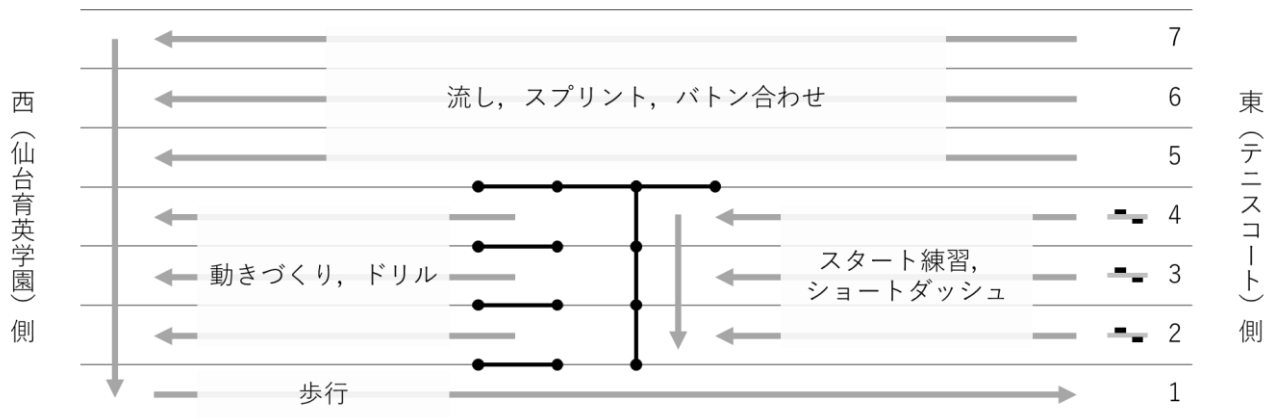 西（仙台育英学園）側
7
流し，スプリント，バトン合わせ
6
5
4
動きづくり，ドリル
スタート練習，
ショートダッシュ
3
2
歩行
1
東（テニスコート）側